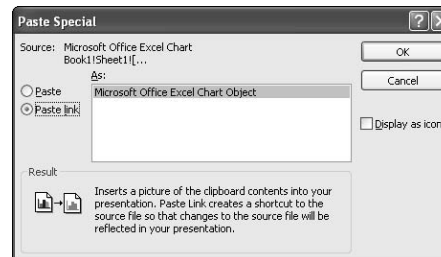 Paste Special
Source: Microsoft Office Excel Chart
Book1!Sheet1![...
As:
Paste
Paste link
Microsoft Office Excel Chart Object
OK
Cancel
Display as icon
Result
Inserts a picture of the clipboard contents into your
presentation. Paste Link creates a shortcut to the
source file so that changes to the source file will be
reflected in your presentation.